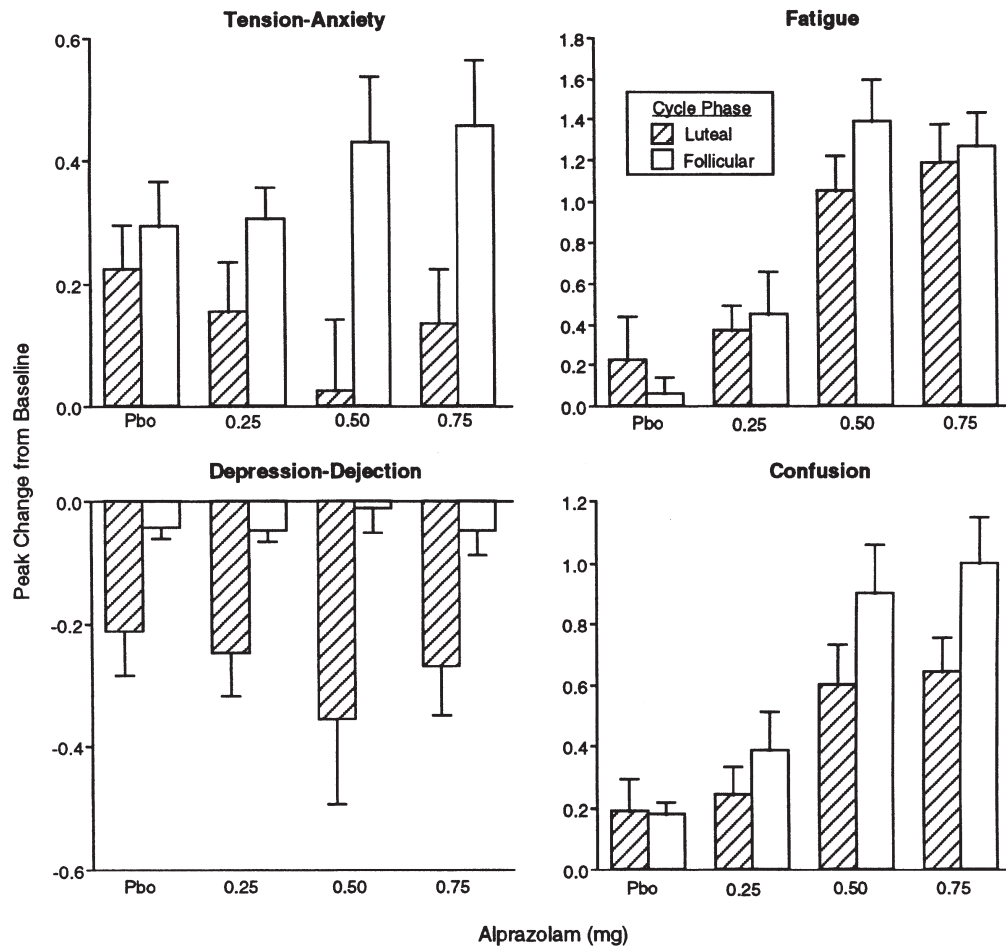 Tension-Anxiety
0.6
0.4
0.2
0.0
Pbo 0.25 0.50 0.75
Fatigue
1.8
1.6
1.4
1.2
1.0
0.8
0.6
0.4
0.2
0.0
Cycle Phase
Luteal
Follicular
Pbo 0.25 0.50 0.75
Peak Change from Baseline
Depression-Dejection
0.0
-0.2
-0.4
-0.6
Pbo 0.25 0.50 0.75
Confusion
1.2
1.0
0.8
0.6
0.4
0.2
0.0
Pbo 0.25 0.50 0.75
Alprazolam (mg)